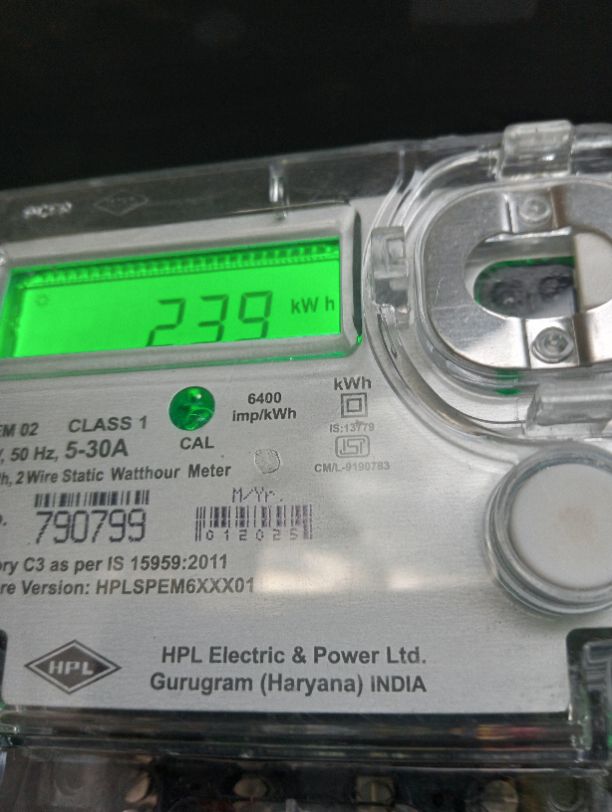 239 kWh
6400
imp/kWh
kWh
IS:13779
CM/L-9190783
EM 02 CLASS 1
, 50 Hz, 5-30A
CAL
h, 2 Wire Static Watthour Meter
790799
M/Yr.
012025
ory C3 as per IS 15959:2011
re Version: HPLSPEM6XXX01
HPL
HPL Electric & Power Ltd.
Gurugram (Haryana) INDIA